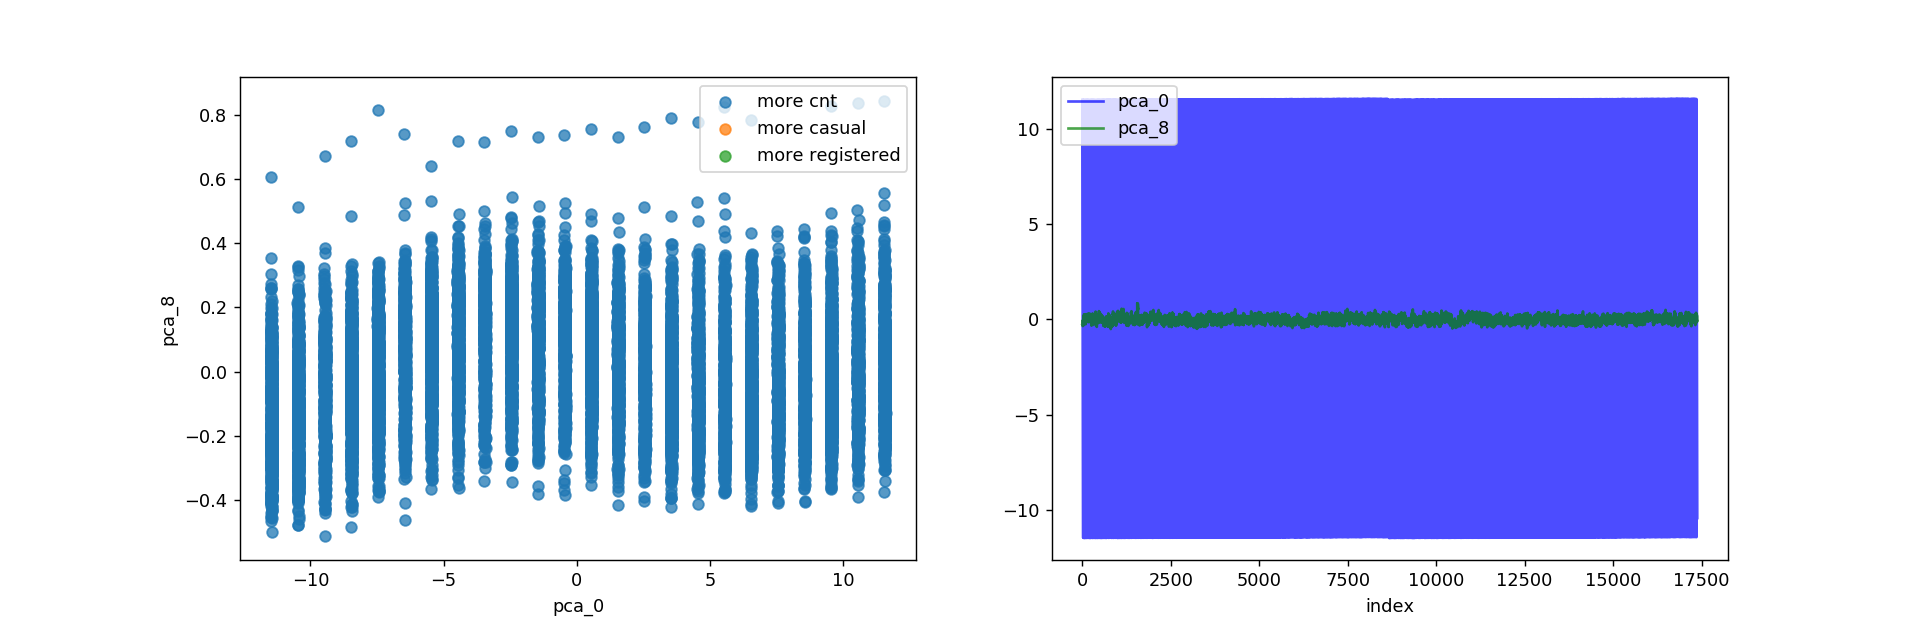 0.8
0.6
0.4
0.2
0.0
−0.2
−0.4
pca_8
−10 −5 0 5 10
pca_0
more cnt
more casual
more registered
10
5
0
−5
−10
0 2500 5000 7500 10000 12500 15000 17500
index
pca_0
pca_8